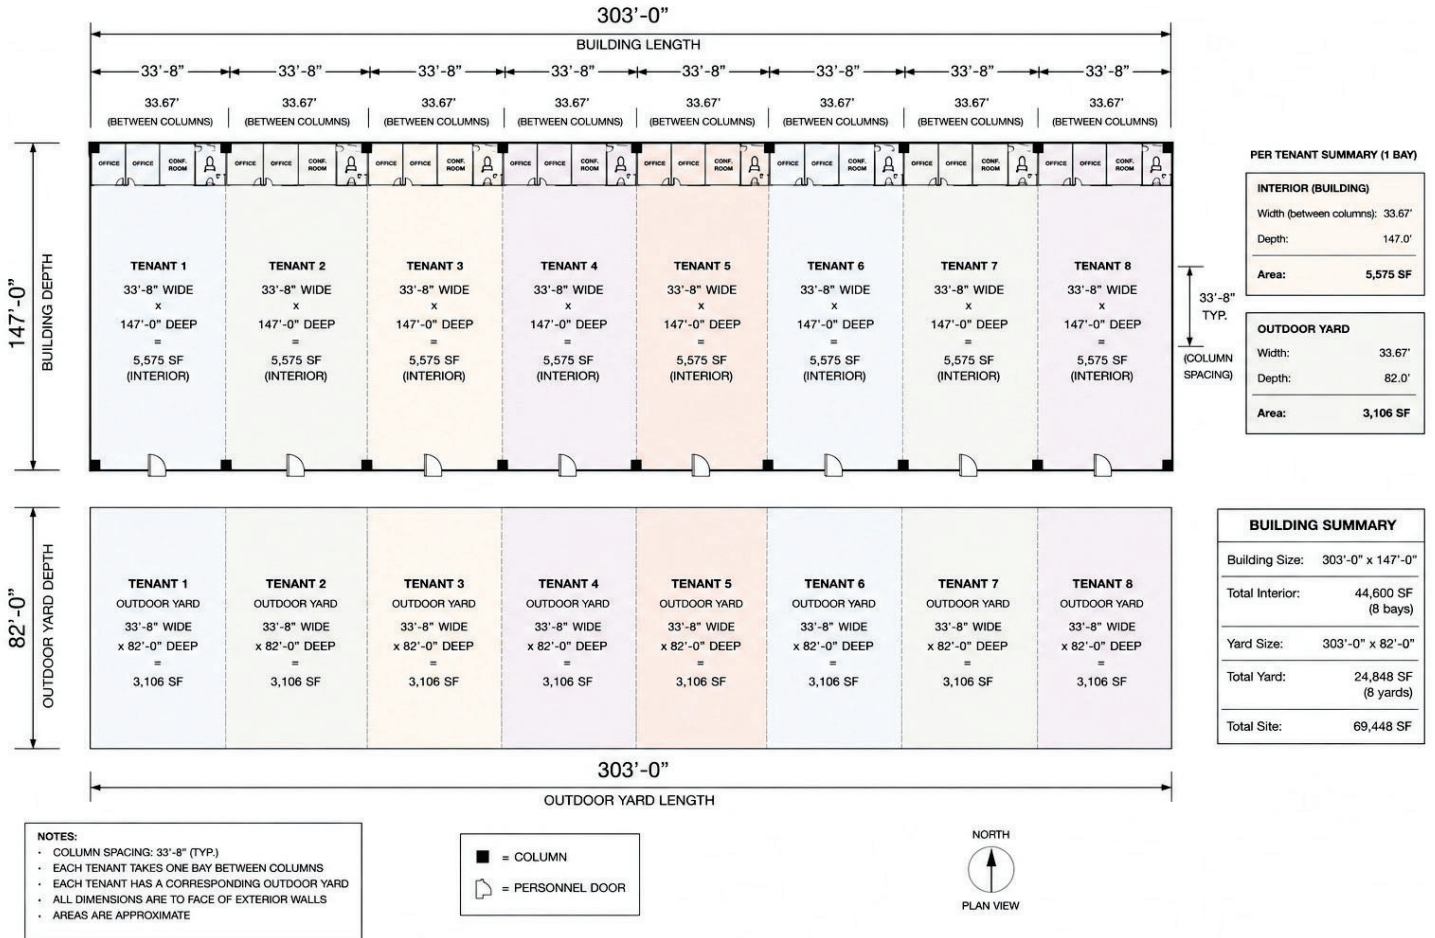 303'-0"
BUILDING LENGTH
33'-8" 33'-8" 33'-8" 33'-8" 33'-8" 33'-8" 33'-8" 33'-8"
33.67' 33.67' 33.67' 33.67' 33.67' 33.67' 33.67' 33.67'
(BETWEEN COLUMNS) (BETWEEN COLUMNS) (BETWEEN COLUMNS) (BETWEEN COLUMNS) (BETWEEN COLUMNS) (BETWEEN COLUMNS) (BETWEEN COLUMNS) (BETWEEN COLUMNS)
OFFICE OFFICE CONF. ROOM OFFICE OFFICE CONF. ROOM OFFICE OFFICE CONF. ROOM OFFICE OFFICE CONF. ROOM OFFICE OFFICE CONF. ROOM OFFICE OFFICE CONF. ROOM OFFICE OFFICE CONF. ROOM OFFICE OFFICE CONF. ROOM
147'-0"
BUILDING DEPTH
TENANT 1 TENANT 2 TENANT 3 TENANT 4 TENANT 5 TENANT 6 TENANT 7 TENANT 8
33'-8" WIDE 33'-8" WIDE 33'-8" WIDE 33'-8" WIDE 33'-8" WIDE 33'-8" WIDE 33'-8" WIDE 33'-8" WIDE
x x x x x x x x
147'-0" DEEP 147'-0" DEEP 147'-0" DEEP 147'-0" DEEP 147'-0" DEEP 147'-0" DEEP 147'-0" DEEP 147'-0" DEEP
= = = = = = = =
5,575 SF 5,575 SF 5,575 SF 5,575 SF 5,575 SF 5,575 SF 5,575 SF 5,575 SF
(INTERIOR) (INTERIOR) (INTERIOR) (INTERIOR) (INTERIOR) (INTERIOR) (INTERIOR) (INTERIOR)
33'-8"
TYP.
(COLUMN
SPACING)
PER TENANT SUMMARY (1 BAY)
INTERIOR (BUILDING)
Width (between columns): 33.67'
Depth: 147.0'
Area: 5,575 SF
OUTDOOR YARD
Width: 33.67'
Depth: 82.0'
Area: 3,106 SF
82'-0"
OUTDOOR YARD DEPTH
TENANT 1 TENANT 2 TENANT 3 TENANT 4 TENANT 5 TENANT 6 TENANT 7 TENANT 8
OUTDOOR YARD OUTDOOR YARD OUTDOOR YARD OUTDOOR YARD OUTDOOR YARD OUTDOOR YARD OUTDOOR YARD OUTDOOR YARD
33'-8" WIDE 33'-8" WIDE 33'-8" WIDE 33'-8" WIDE 33'-8" WIDE 33'-8" WIDE 33'-8" WIDE 33'-8" WIDE
x 82'-0" DEEP x 82'-0" DEEP x 82'-0" DEEP x 82'-0" DEEP x 82'-0" DEEP x 82'-0" DEEP x 82'-0" DEEP x 82'-0" DEEP
= = = = = = = =
3,106 SF 3,106 SF 3,106 SF 3,106 SF 3,106 SF 3,106 SF 3,106 SF 3,106 SF
BUILDING SUMMARY
Building Size: 303'-0" x 147'-0"
Total Interior: 44,600 SF
(8 bays)
Yard Size: 303'-0" x 82'-0"
Total Yard: 24,848 SF
(8 yards)
Total Site: 69,448 SF
303'-0"
OUTDOOR YARD LENGTH
NOTES:
· COLUMN SPACING: 33'-8" (TYP.)
· EACH TENANT TAKES ONE BAY BETWEEN COLUMNS
· EACH TENANT HAS A CORRESPONDING OUTDOOR YARD
· ALL DIMENSIONS ARE TO FACE OF EXTERIOR WALLS
· AREAS ARE APPROXIMATE
= COLUMN
= PERSONNEL DOOR
NORTH
PLAN VIEW